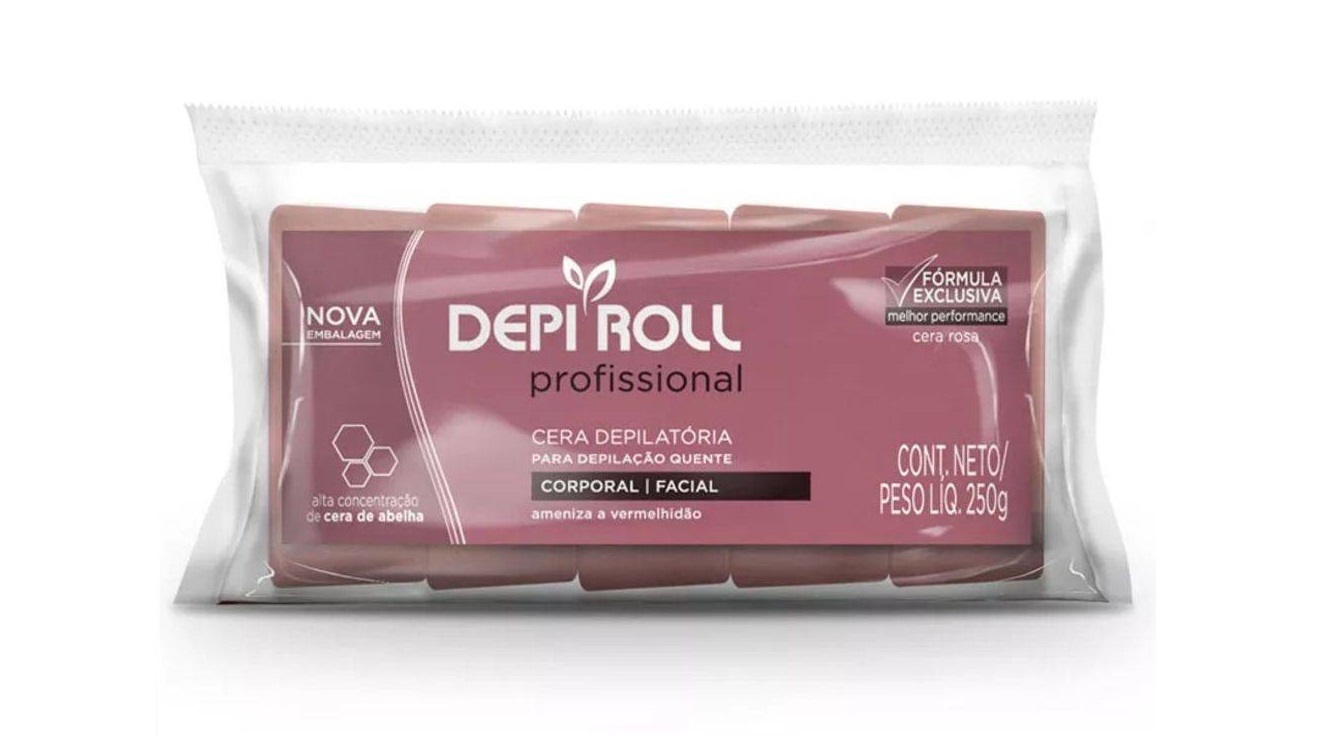 NOVA
EMBALAGEM
DEPI ROLL
profissional
FÓRMULA
EXCLUSIVA
melhor performance
cera rosa
CERA DEPILATÓRIA
PARA DEPILAÇÃO QUENTE
CORPORAL | FACIAL
ameniza a vermelhidão
alta concentração
de cera de abelha
CONT. NETO/
PESO LÍQ. 250g